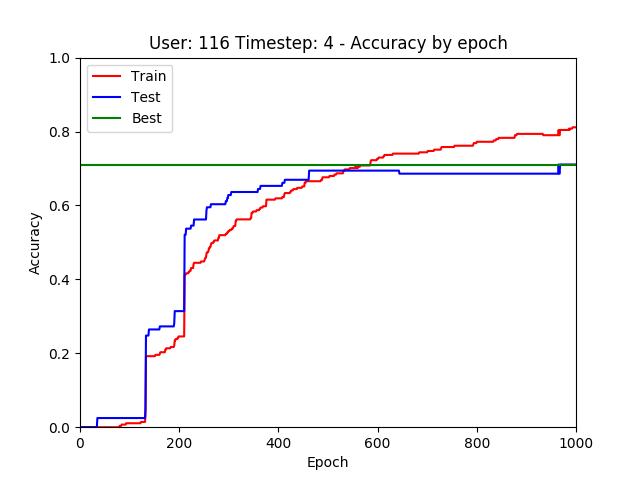 User: 116 Timestep: 4 - Accuracy by epoch
Train
Test
Best
Accuracy
1.0
0.8
0.6
0.4
0.2
0.0
0 200 400 600 800 1000
Epoch